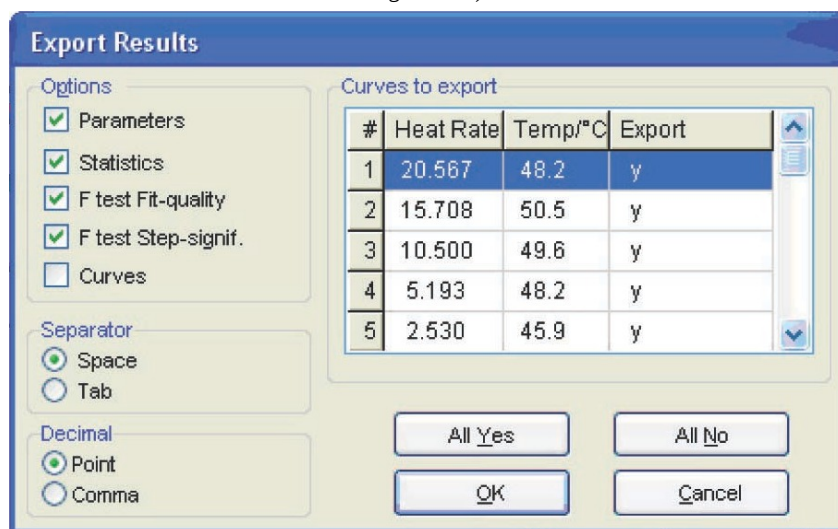 Export Results
Options
Parameters
Statistics
F test Fit-quality
F test Step-signif.
Curves
Separator
Space
Tab
Decimal
Point
Comma
Curves to export
# Heat Rate Temp/°C Export
1 20.567 48.2 y
2 15.708 50.5 y
3 10.500 49.6 y
4 5.193 48.2 y
5 2.530 45.9 y
All Yes All No
OK Cancel